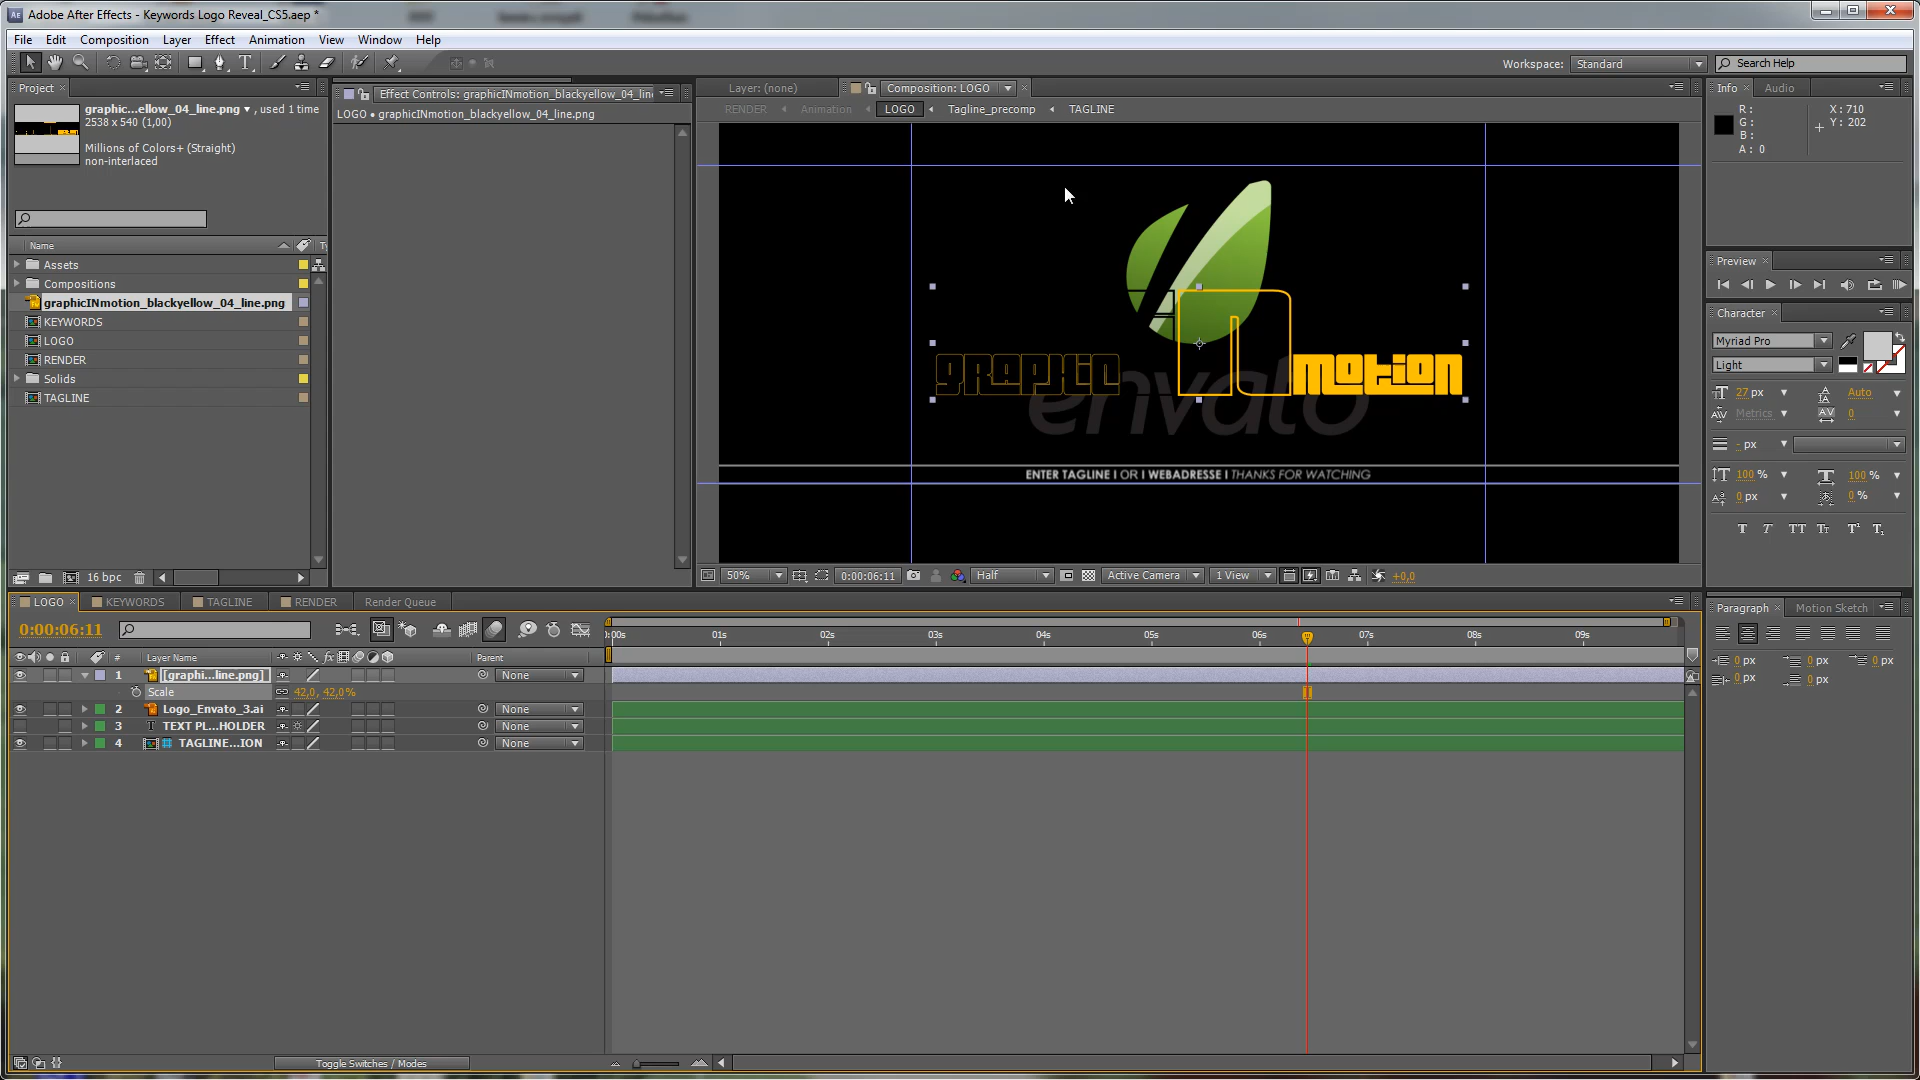 Adobe After Effects - Keywords Logo Reveal_CS5.aep *
File Edit Composition Layer Effect Animation View Window Help
Workspace: Standard Search Help
Project
graphic...ellow_04_line.png ▾ , used 1 time
2538 x 540 (1,00)
Millions of Colors+ (Straight)
non-interlaced
Name Ty
Assets
Compositions
graphicINmotion_blackyellow_04_line.png
KEYWORDS
LOGO
RENDER
Solids
TAGLINE
16 bpc
Effect Controls: graphicINmotion_blackyellow_04_line
LOGO • graphicINmotion_blackyellow_04_line.png
Layer: (none) Composition: LOGO
RENDER Animation LOGO Tagline_precomp TAGLINE
GRAPHIC IN MOTION
envato
ENTER TAGLINE I OR I WEBADRESSE I THANKS FOR WATCHING
50% 0:00:06:11 Half Active Camera 1 View +0,0
Info Audio
R:
G:
B:
A: 0
X: 710
Y: 202
Preview
Character
Myriad Pro
Light
27 px Auto
Metrics 0
- px
100 % 100 %
0 px 0 %
T T TT Tт T¹ T₁
Paragraph Motion Sketch
0 px 0 px 0 px
0 px 0 px
LOGO KEYWORDS TAGLINE RENDER Render Queue
0:00:06:11
:00s 01s 02s 03s 04s 05s 06s 07s 08s 09s
# Layer Name Parent
1 [graphi...line.png] None
Scale 42,0, 42,0%
2 Logo_Envato_3.ai None
3 TEXT PL...HOLDER None
4 TAGLINE...ION None
Toggle Switches / Modes